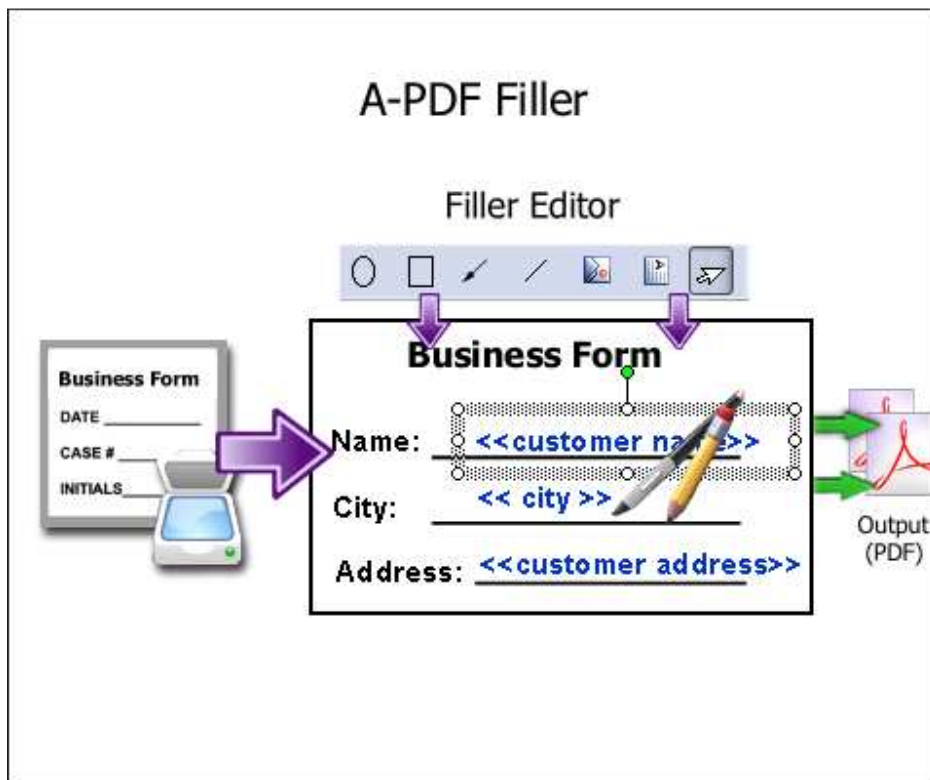 A-PDF Filler
Filler Editor
Business Form
DATE
CASE #
INITIALS
Business Form
Name: <<customer name>>
City: << city >>
Address: <<customer address>>
Output
(PDF)